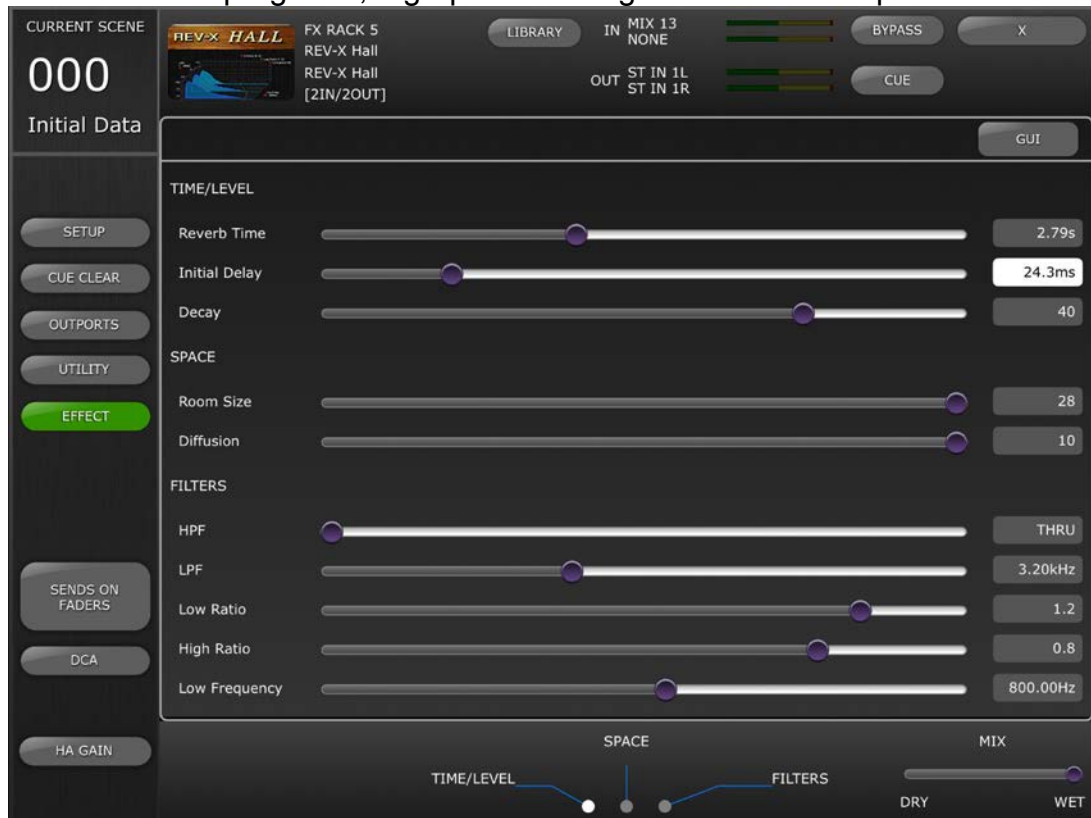 CURRENT SCENE
000
Initial Data
REV-X HALL
FX RACK 5
REV-X Hall
REV-X Hall
[2IN/2OUT]
LIBRARY
IN MIX 13
NONE
OUT ST IN 1L
ST IN 1R
BYPASS
X
CUE
GUI
SETUP
CUE CLEAR
OUTPORTS
UTILITY
EFFECT
SENDS ON
FADERS
DCA
HA GAIN
TIME/LEVEL
Reverb Time 2.79s
Initial Delay 24.3ms
Decay 40
SPACE
Room Size 28
Diffusion 10
FILTERS
HPF THRU
LPF 3.20kHz
Low Ratio 1.2
High Ratio 0.8
Low Frequency 800.00Hz
SPACE
TIME/LEVEL
FILTERS
MIX
DRY WET